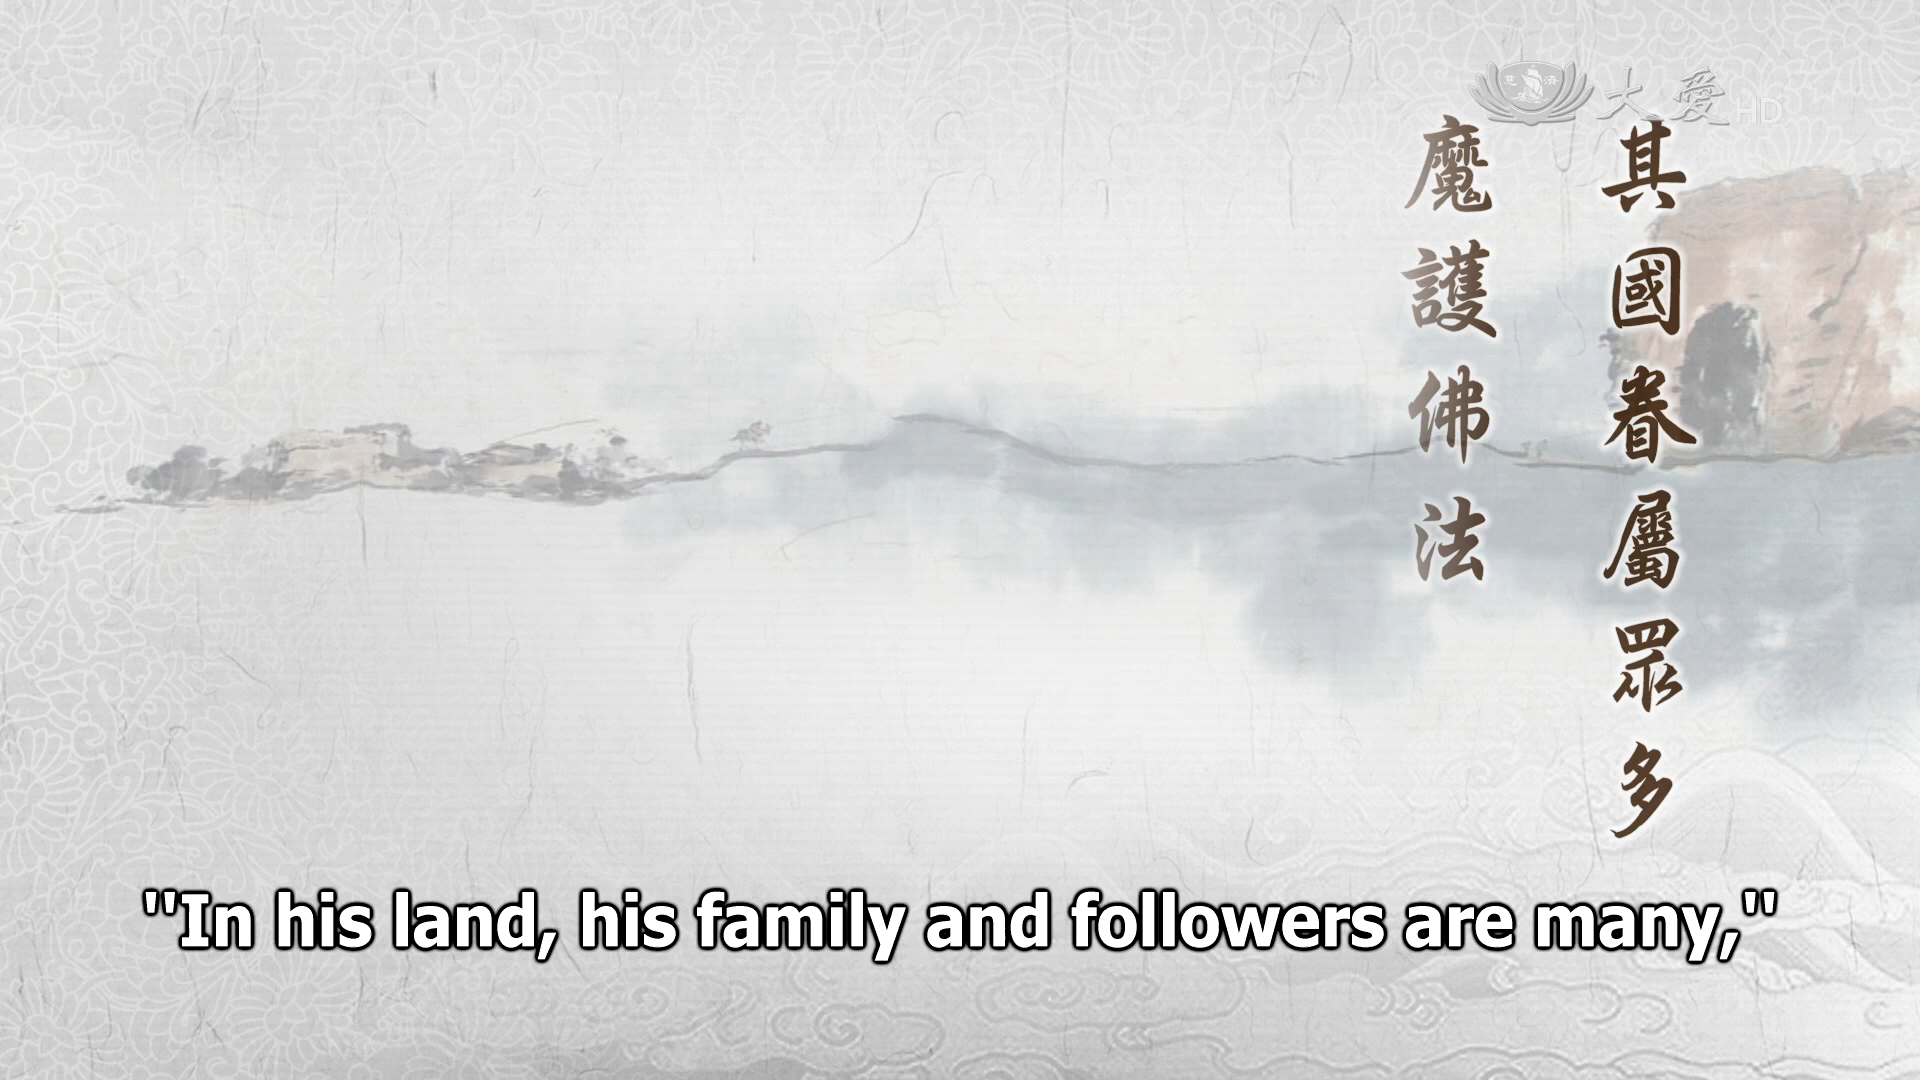 大愛HD
其國眷屬眾多
魔護佛法
"In his land, his family and followers are many,"